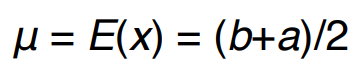 μ = E(x) = (b+a)/2